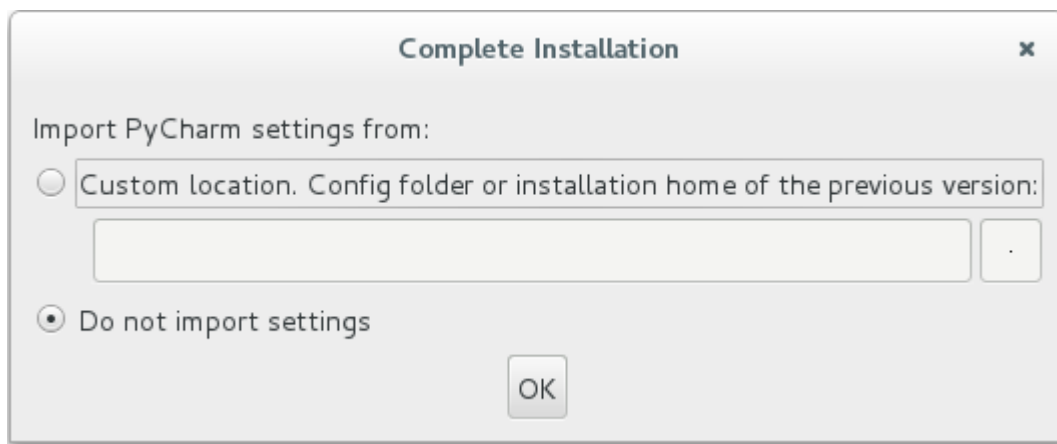 Complete Installation
Import PyCharm settings from:
Custom location. Config folder or installation home of the previous version:
.
Do not import settings
OK